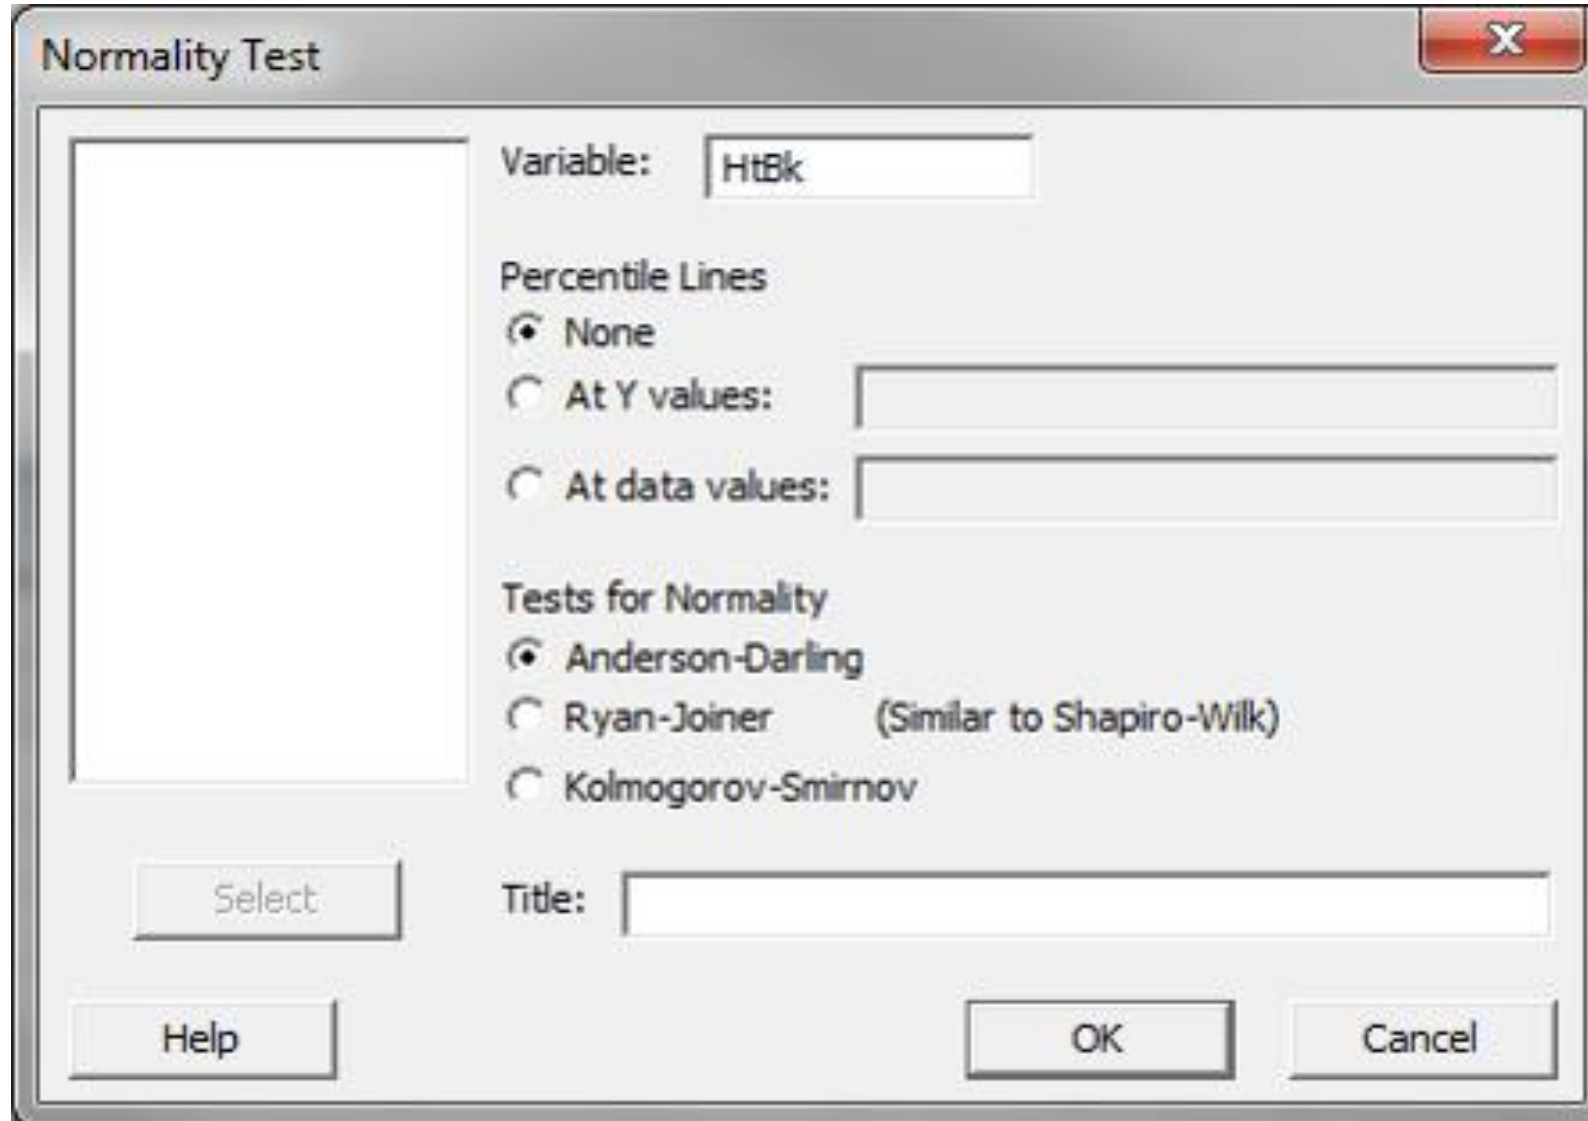 Normality Test
X
Variable: HtBk
Percentile Lines
None
At Y values:
At data values:
Tests for Normality
Anderson-Darling
Ryan-Joiner (Similar to Shapiro-Wilk)
Kolmogorov-Smirnov
Select
Title:
Help
OK
Cancel